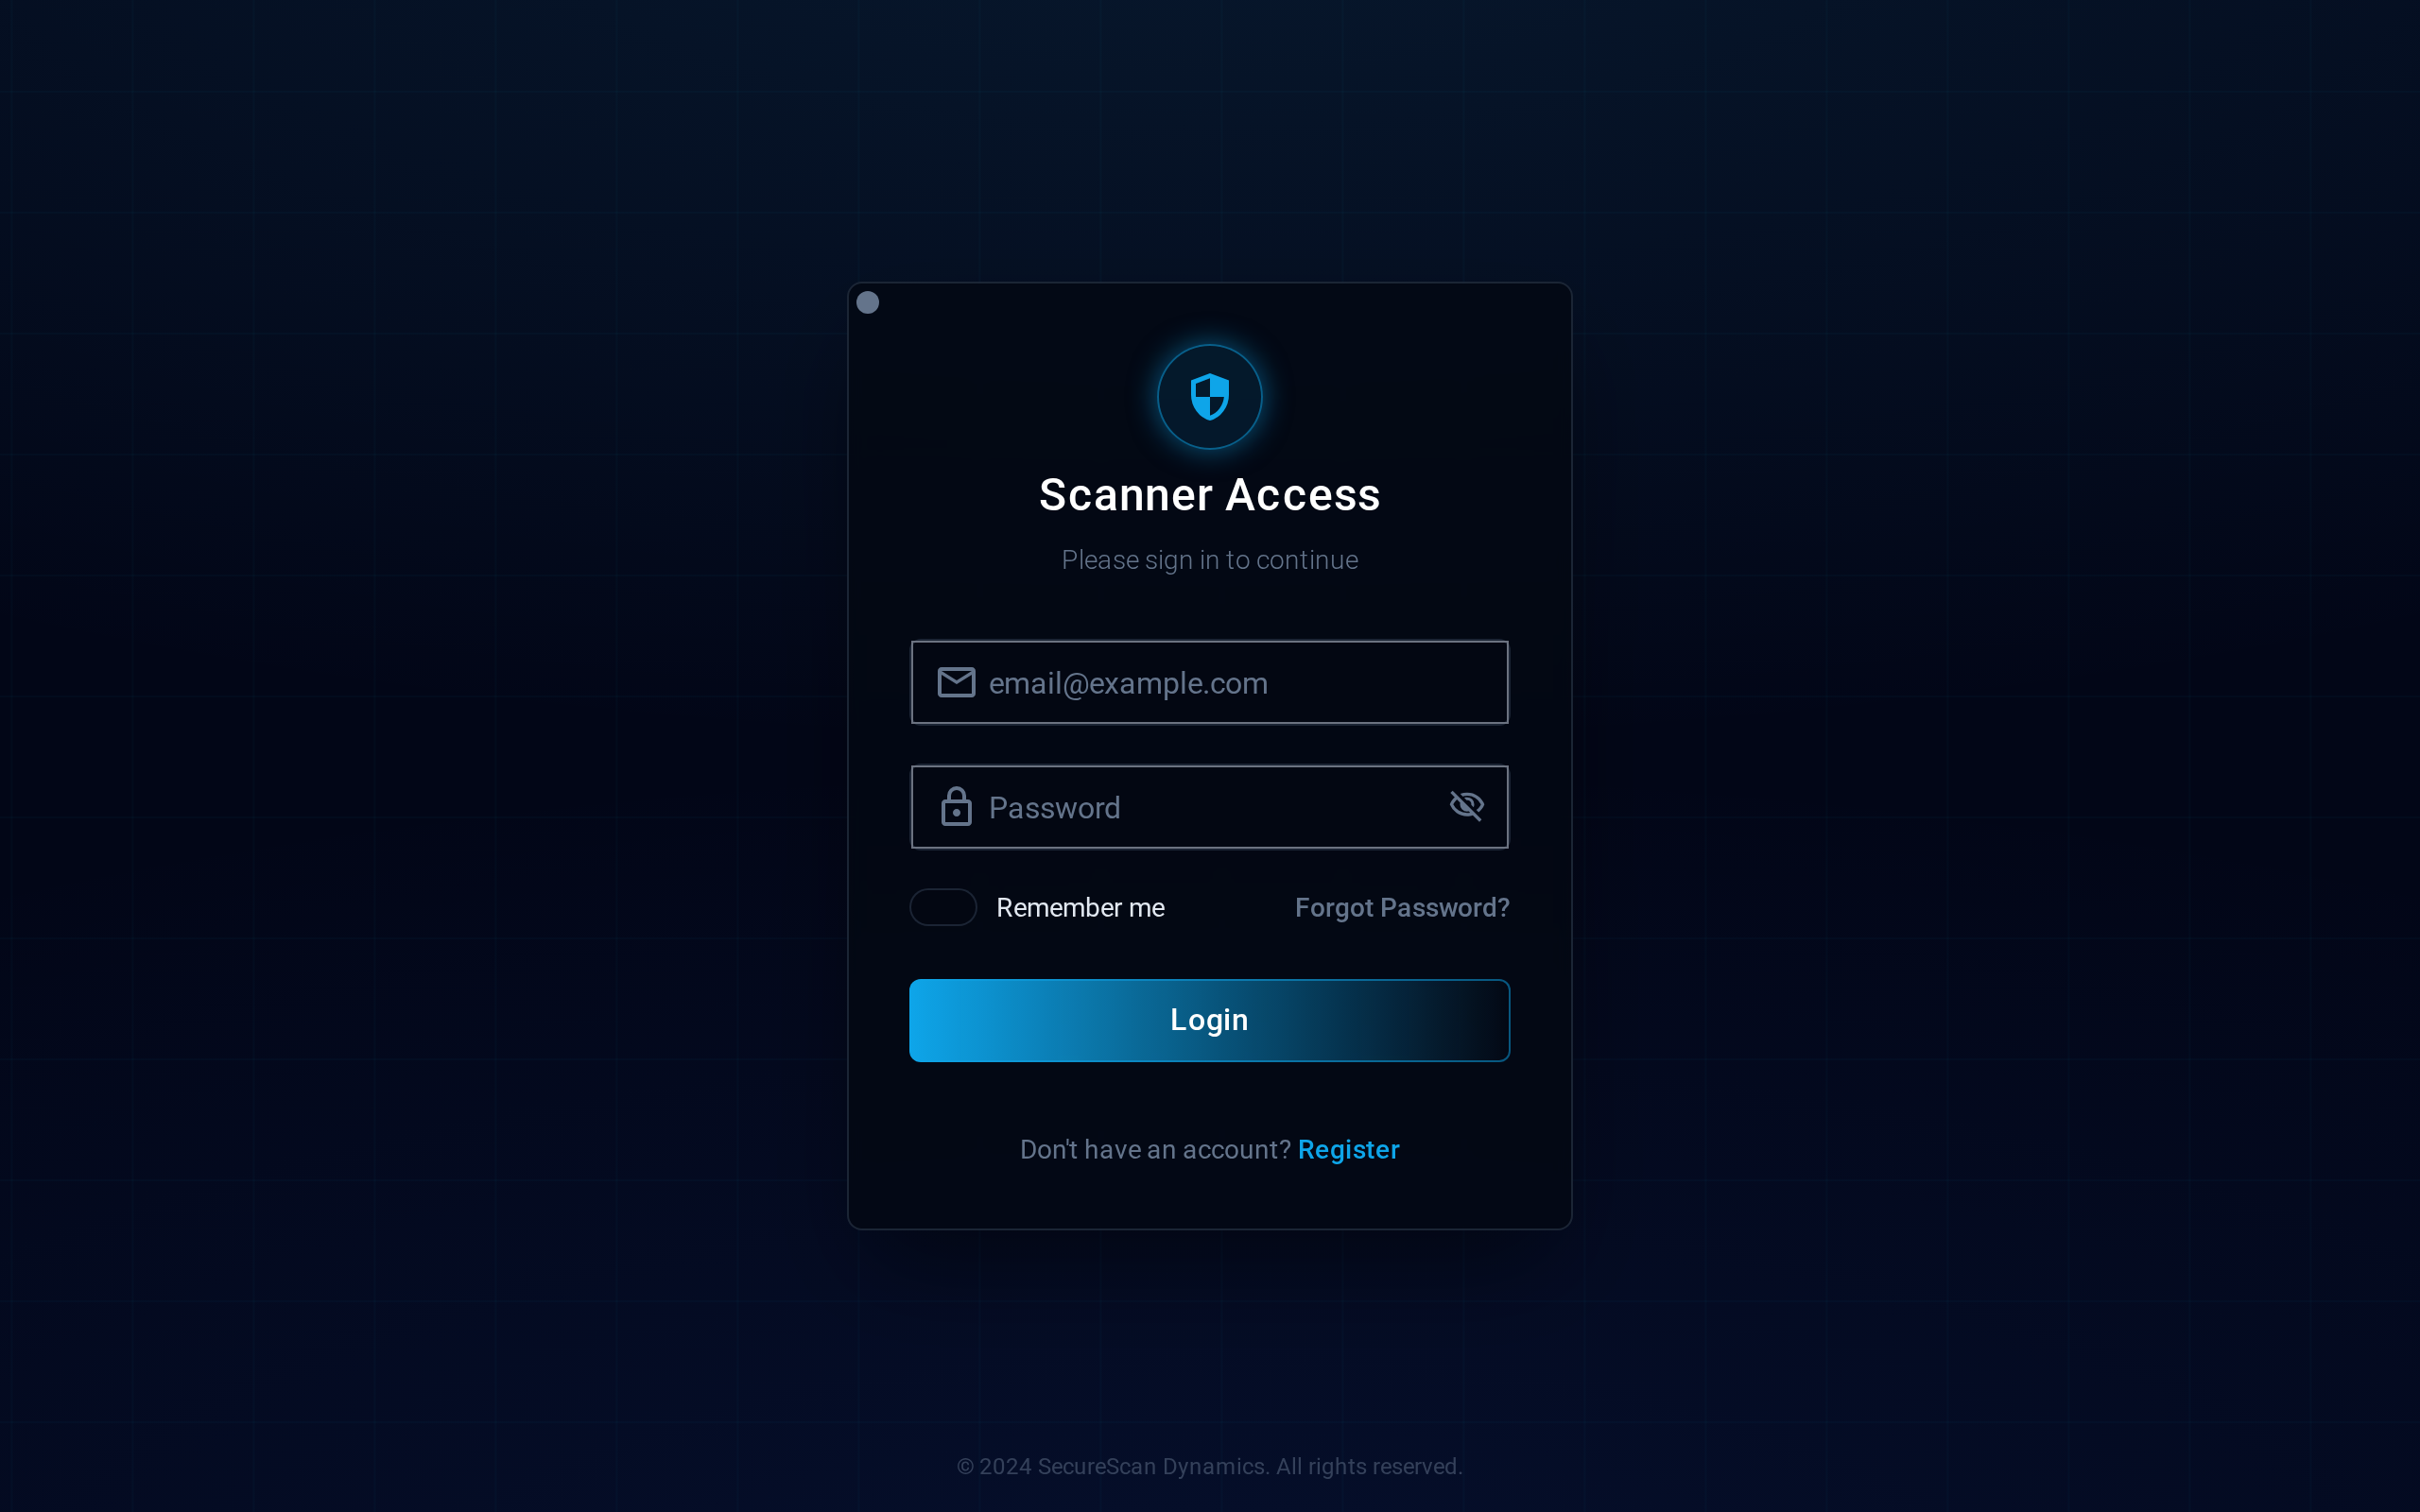 Scanner Access
Please sign in to continue
email@example.com
Password
Remember me
Forgot Password?
Login
Don't have an account? Register
© 2024 SecureScan Dynamics. All rights reserved.